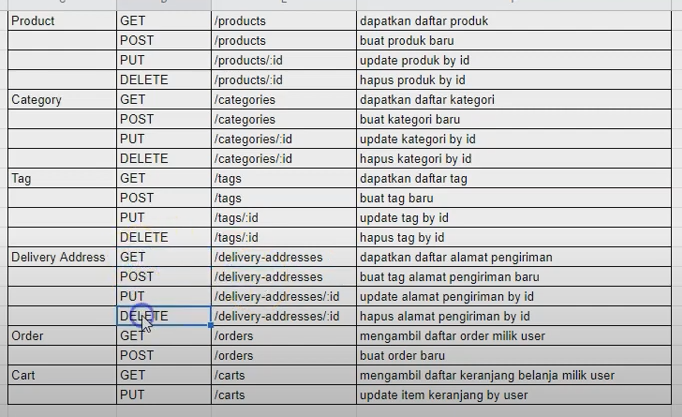 Product GET /products dapatkan daftar produk
POST /products buat produk baru
PUT /products/:id update produk by id
DELETE /products/:id hapus produk by id
Category GET /categories dapatkan daftar kategori
POST /categories buat kategori baru
PUT /categories/:id update kategori by id
DELETE /categories/:id hapus kategori by id
Tag GET /tags dapatkan daftar tag
POST /tags buat tag baru
PUT /tags/:id update tag by id
DELETE /tags/:id hapus tag by id
Delivery Address GET /delivery-addresses dapatkan daftar alamat pengiriman
POST /delivery-addresses buat tag alamat pengiriman baru
PUT /delivery-addresses/:id update alamat pengiriman by id
DELETE /delivery-addresses/:id hapus alamat pengiriman by id
Order GET /orders mengambil daftar order milik user
POST /orders buat order baru
Cart GET /carts mengambil daftar keranjang belanja milik user
PUT /carts update item keranjang by user